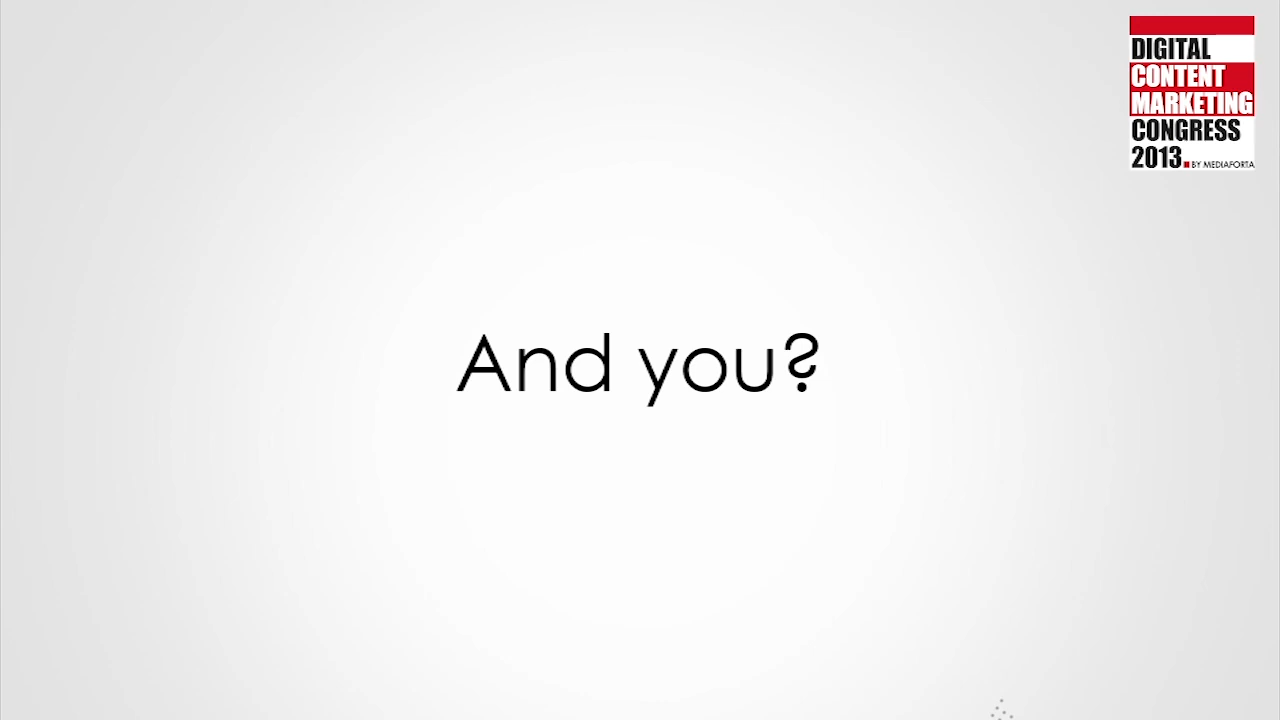 DIGITAL
CONTENT
MARKETING
CONGRESS
2013. BY MEDIAFORTA
And you?